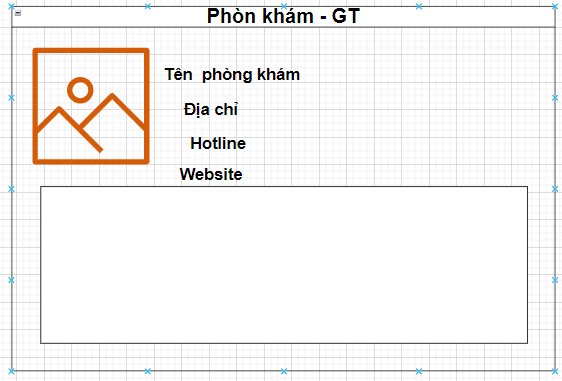 Phòn khám - GT
Tên phòng khám
Địa chỉ
Hotline
Website